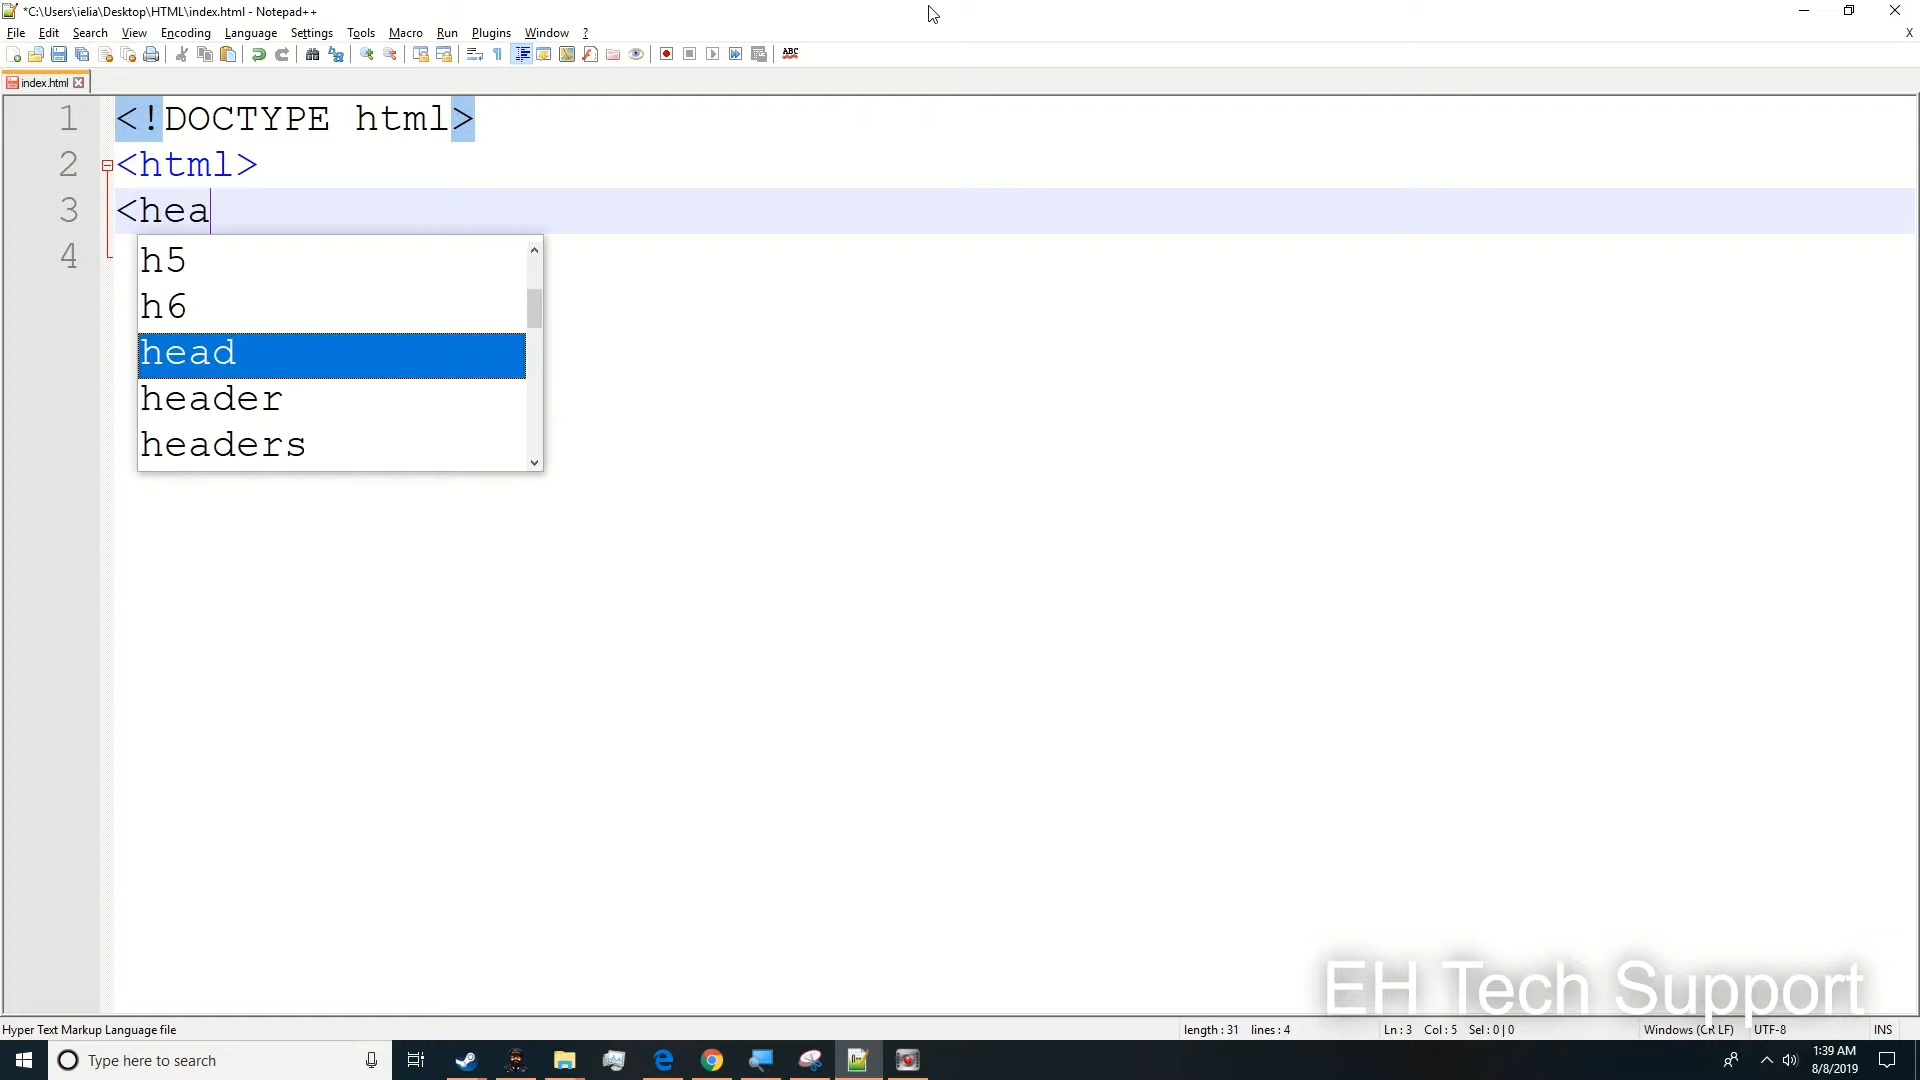 *C:\Users\ielia\Desktop\HTML\index.html - Notepad++
File Edit Search View Encoding Language Settings Tools Macro Run Plugins Window ? X
ABC
index.html
1 <!DOCTYPE html>
2 <html>
3 <hea
4
h5
h6
head
header
headers
EH Tech Support
Hyper Text Markup Language file length : 31 lines : 4 Ln : 3 Col : 5 Sel : 0 | 0 Windows (CR LF) UTF-8 INS
Type here to search
1:39 AM
8/8/2019